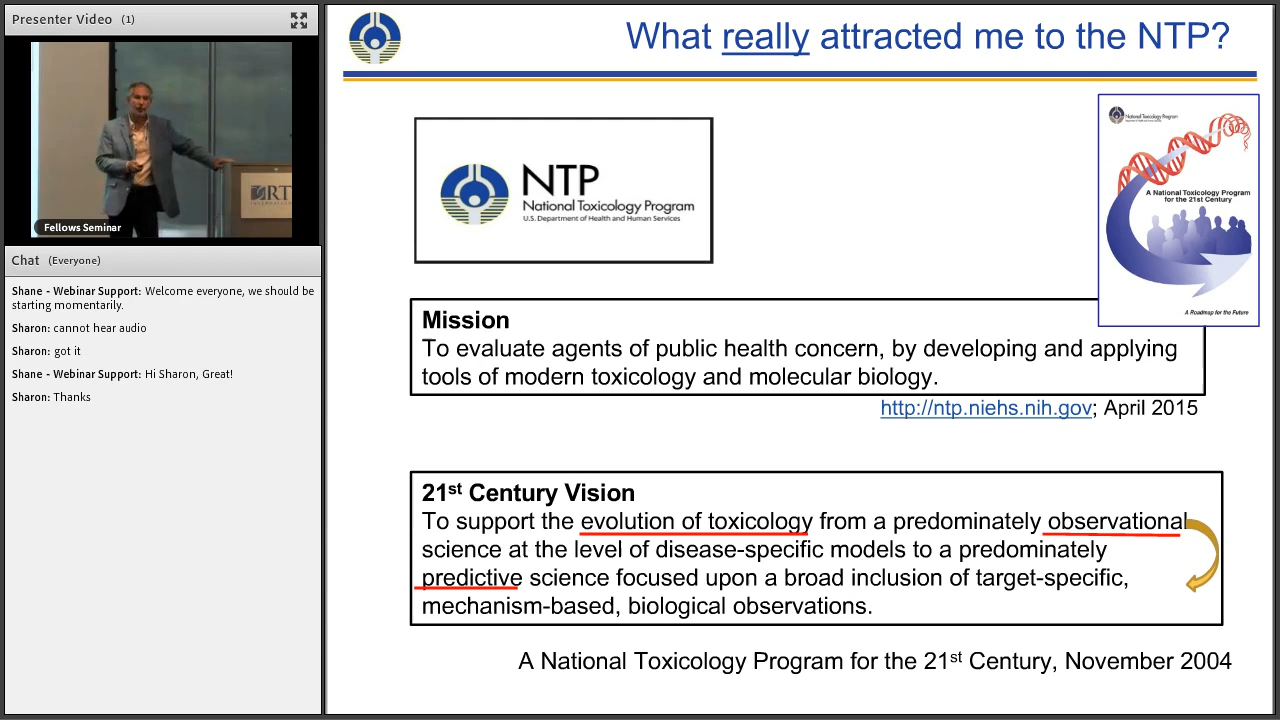 Presenter Video (1)
RT
Fellows Seminar
Chat (Everyone)
Shane - Webinar Support: Welcome everyone, we should be
starting momentarily.
Sharon: cannot hear audio
Sharon: got it
Shane - Webinar Support: Hi Sharon, Great!
Sharon: Thanks
What really attracted me to the NTP?
NTP
National Toxicology Program
U.S. Department of Health and Human Services
National Toxicology Program
A National Toxicology Program
for the 21st Century
A Roadmap for the Future
Mission
To evaluate agents of public health concern, by developing and applying
tools of modern toxicology and molecular biology.
http://ntp.niehs.nih.gov; April 2015
21st Century Vision
To support the evolution of toxicology from a predominately observational
science at the level of disease-specific models to a predominately
predictive science focused upon a broad inclusion of target-specific,
mechanism-based, biological observations.
A National Toxicology Program for the 21st Century, November 2004